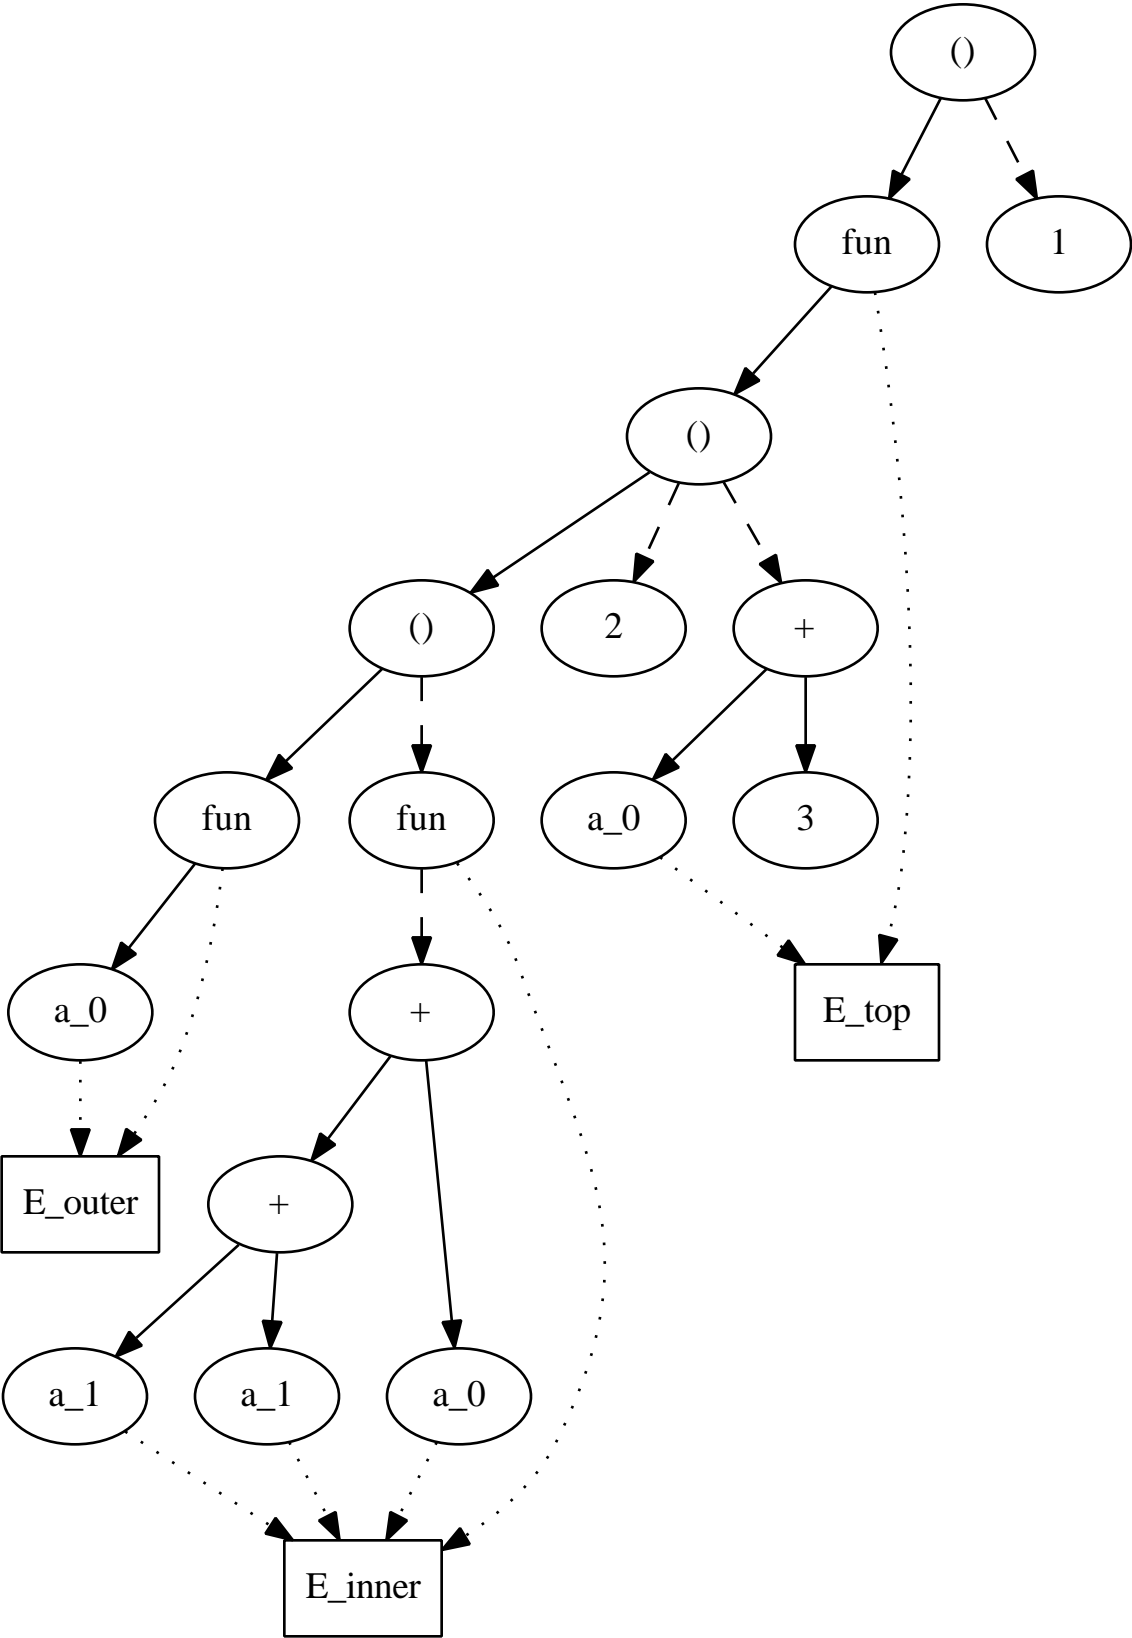 ()
fun 1
()
() 2 +
fun fun a_0 3
a_0 + E_top
E_outer +
a_1 a_1 a_0
E_inner